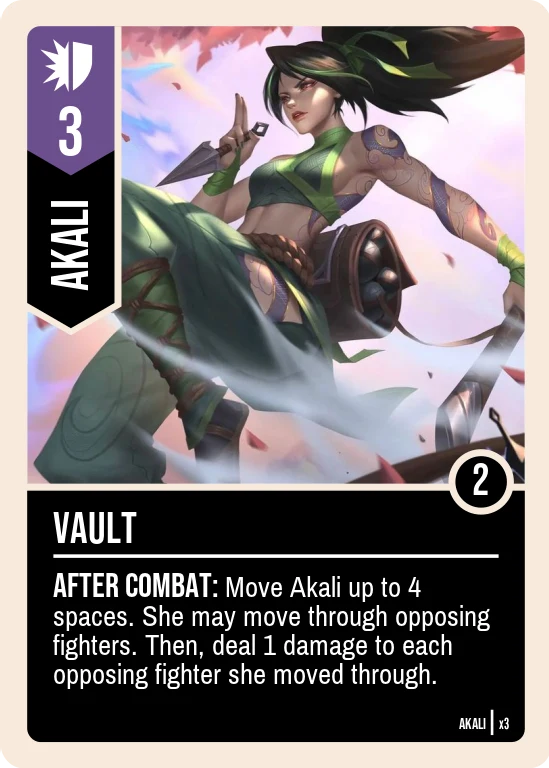 3
AKALI
2
VAULT
AFTER COMBAT: Move Akali up to 4
spaces. She may move through opposing
fighters. Then, deal 1 damage to each
opposing fighter she moved through.
AKALI | x3